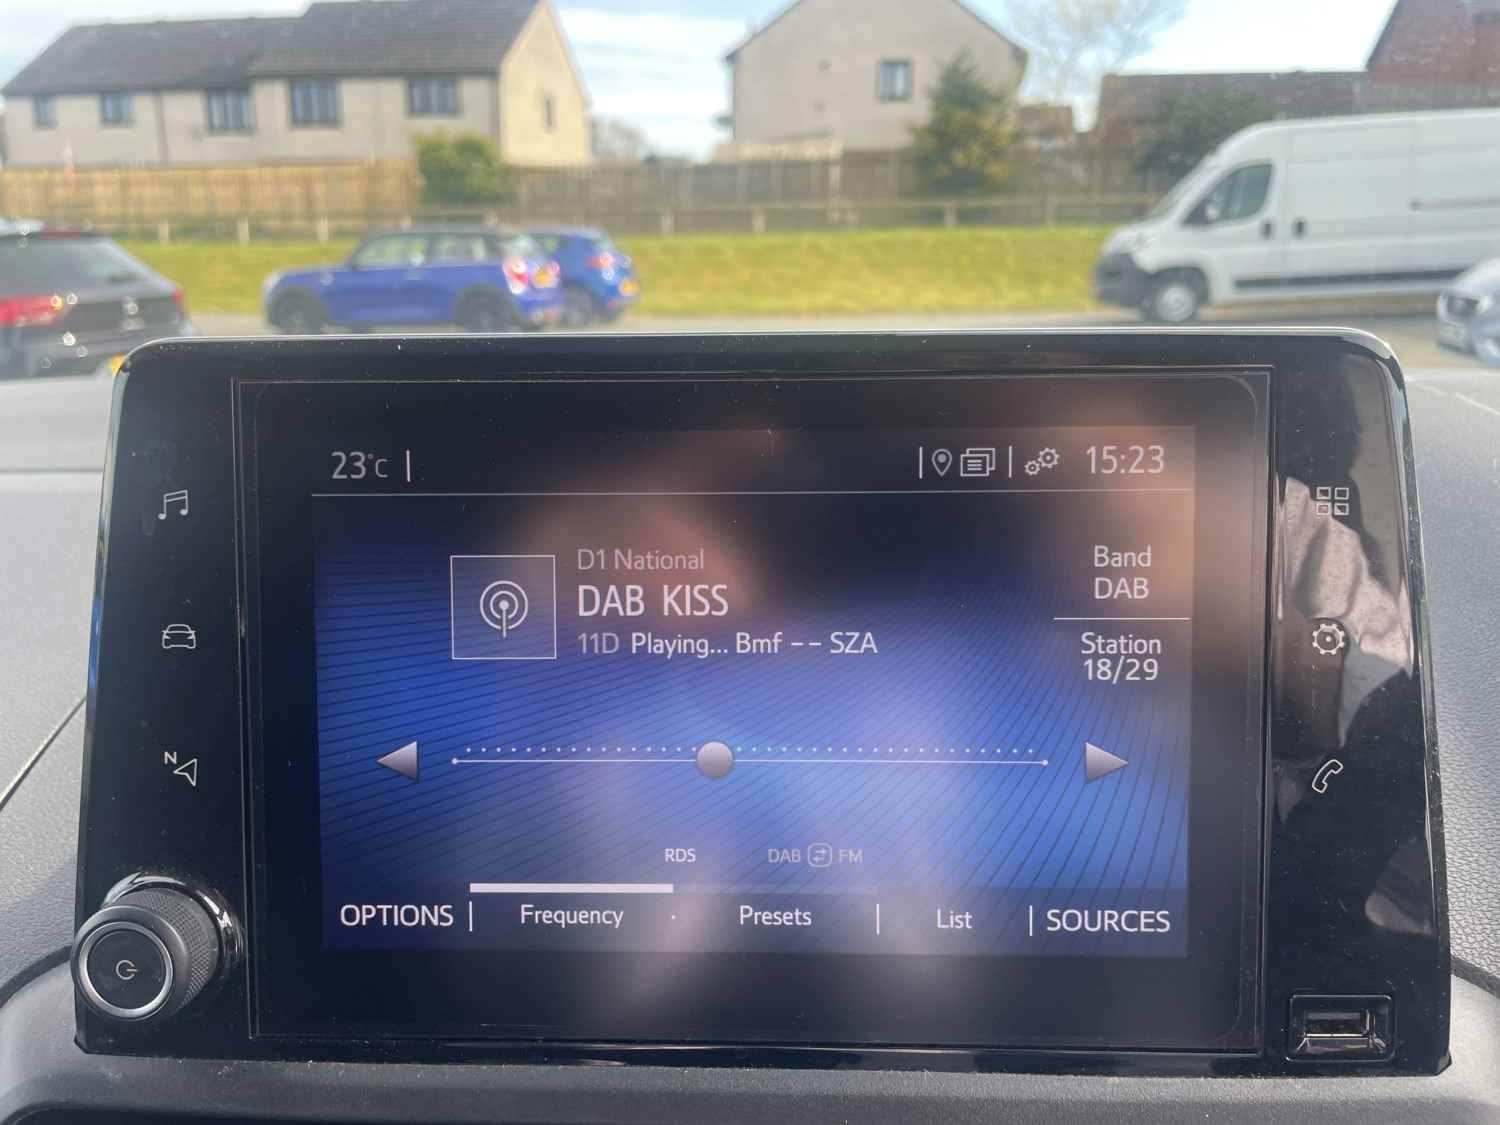 23°C
15:23
D1 National
DAB KISS
11D Playing... Bmf -- SZA
Band
DAB
Station
18/29
N
RDS
DAB FM
OPTIONS
Frequency
Presets
List
SOURCES